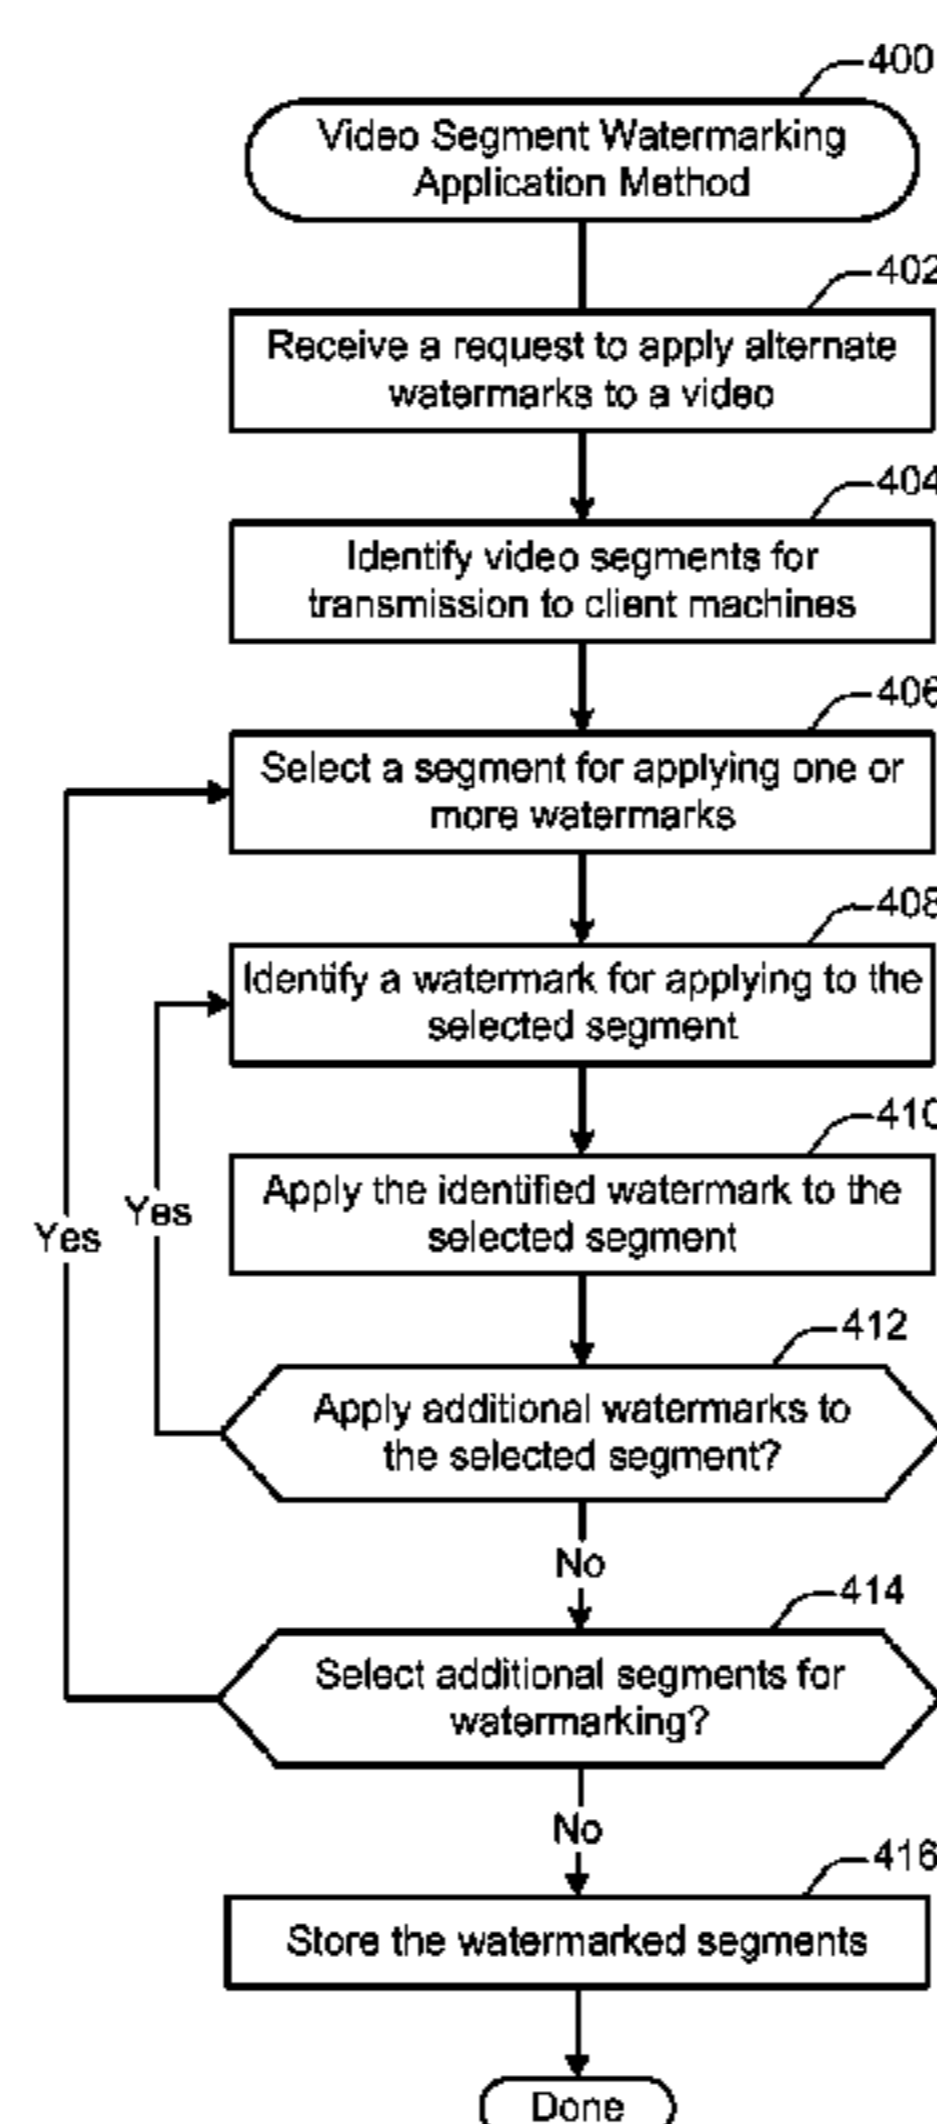 400
Video Segment Watermarking
Application Method
402
Receive a request to apply alternate
watermarks to a video
404
Identify video segments for
transmission to client machines
406
Select a segment for applying one or
more watermarks
408
Identify a watermark for applying to the
selected segment
410
Apply the identified watermark to the
selected segment
Yes
Yes
412
Apply additional watermarks to
the selected segment?
No
414
Select additional segments for
watermarking?
No
416
Store the watermarked segments
Done